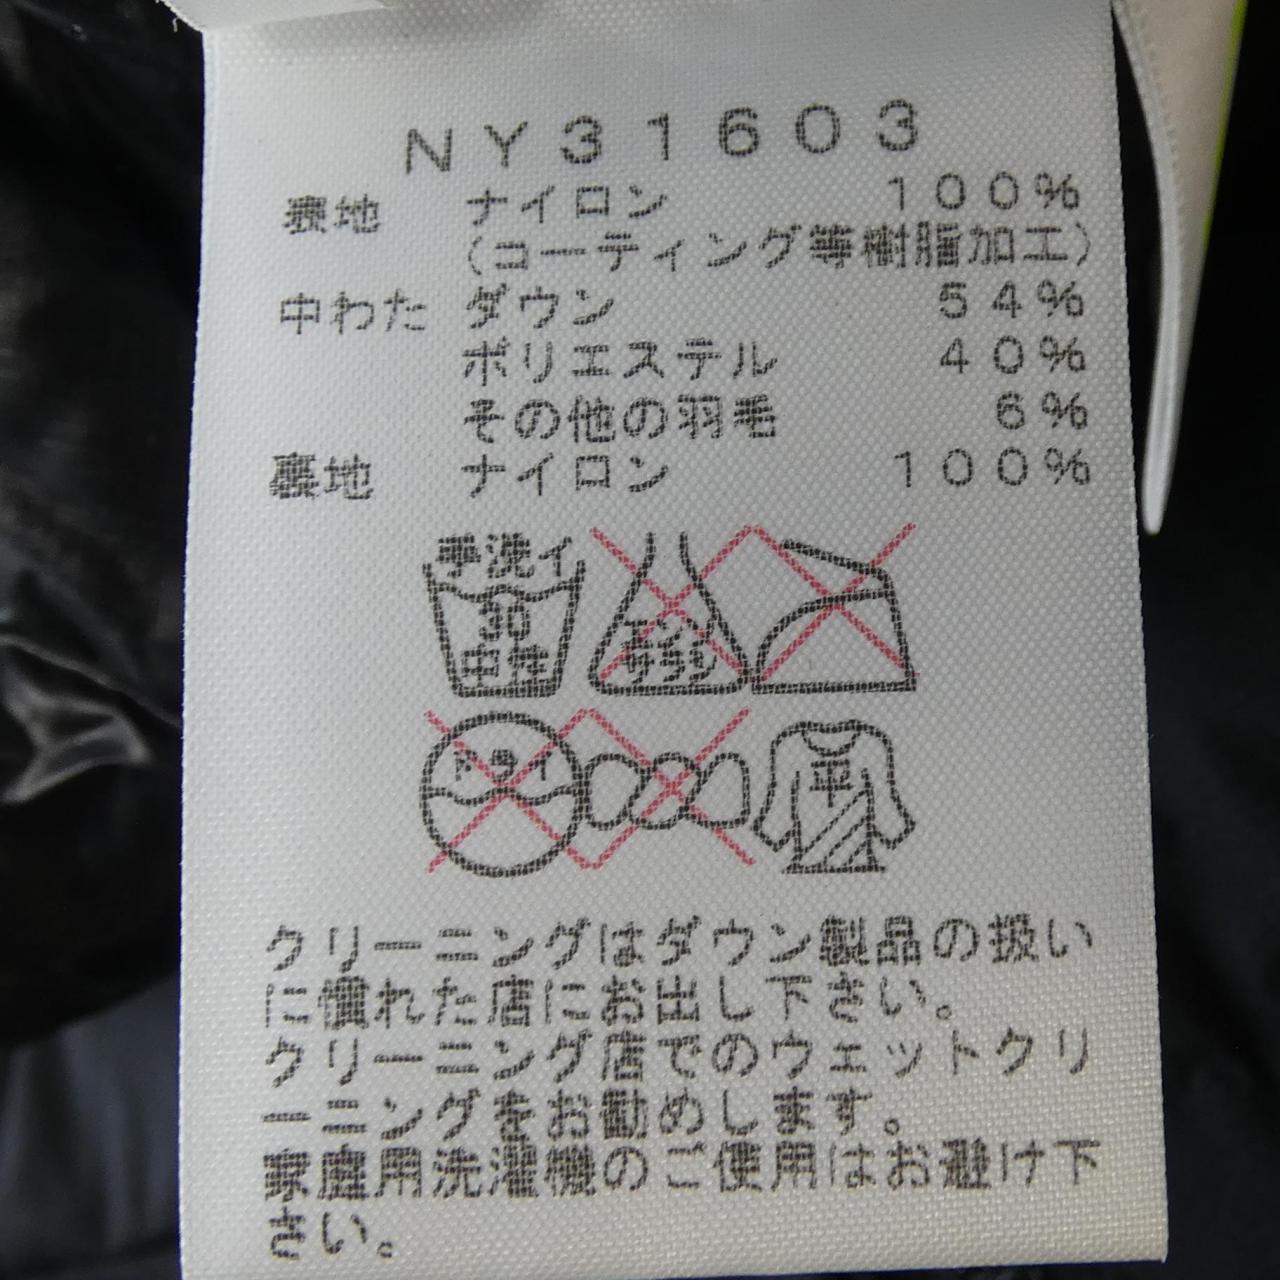 NY31603
表地 ナイロン 100%
(コーティング等樹脂加工)
中わた ダウン 54%
ポリエステル 40%
その他の羽毛 6%
裏地 ナイロン 100%
手洗イ
30
中性
エンソ
サラシ
ドライ
平
クリーニングはダウン製品の扱い
に慣れた店にお出し下さい。
クリーニング店でのウェットクリ
ーニングをお勧めします。
家庭用洗濯機のご使用はお避け下
さい。